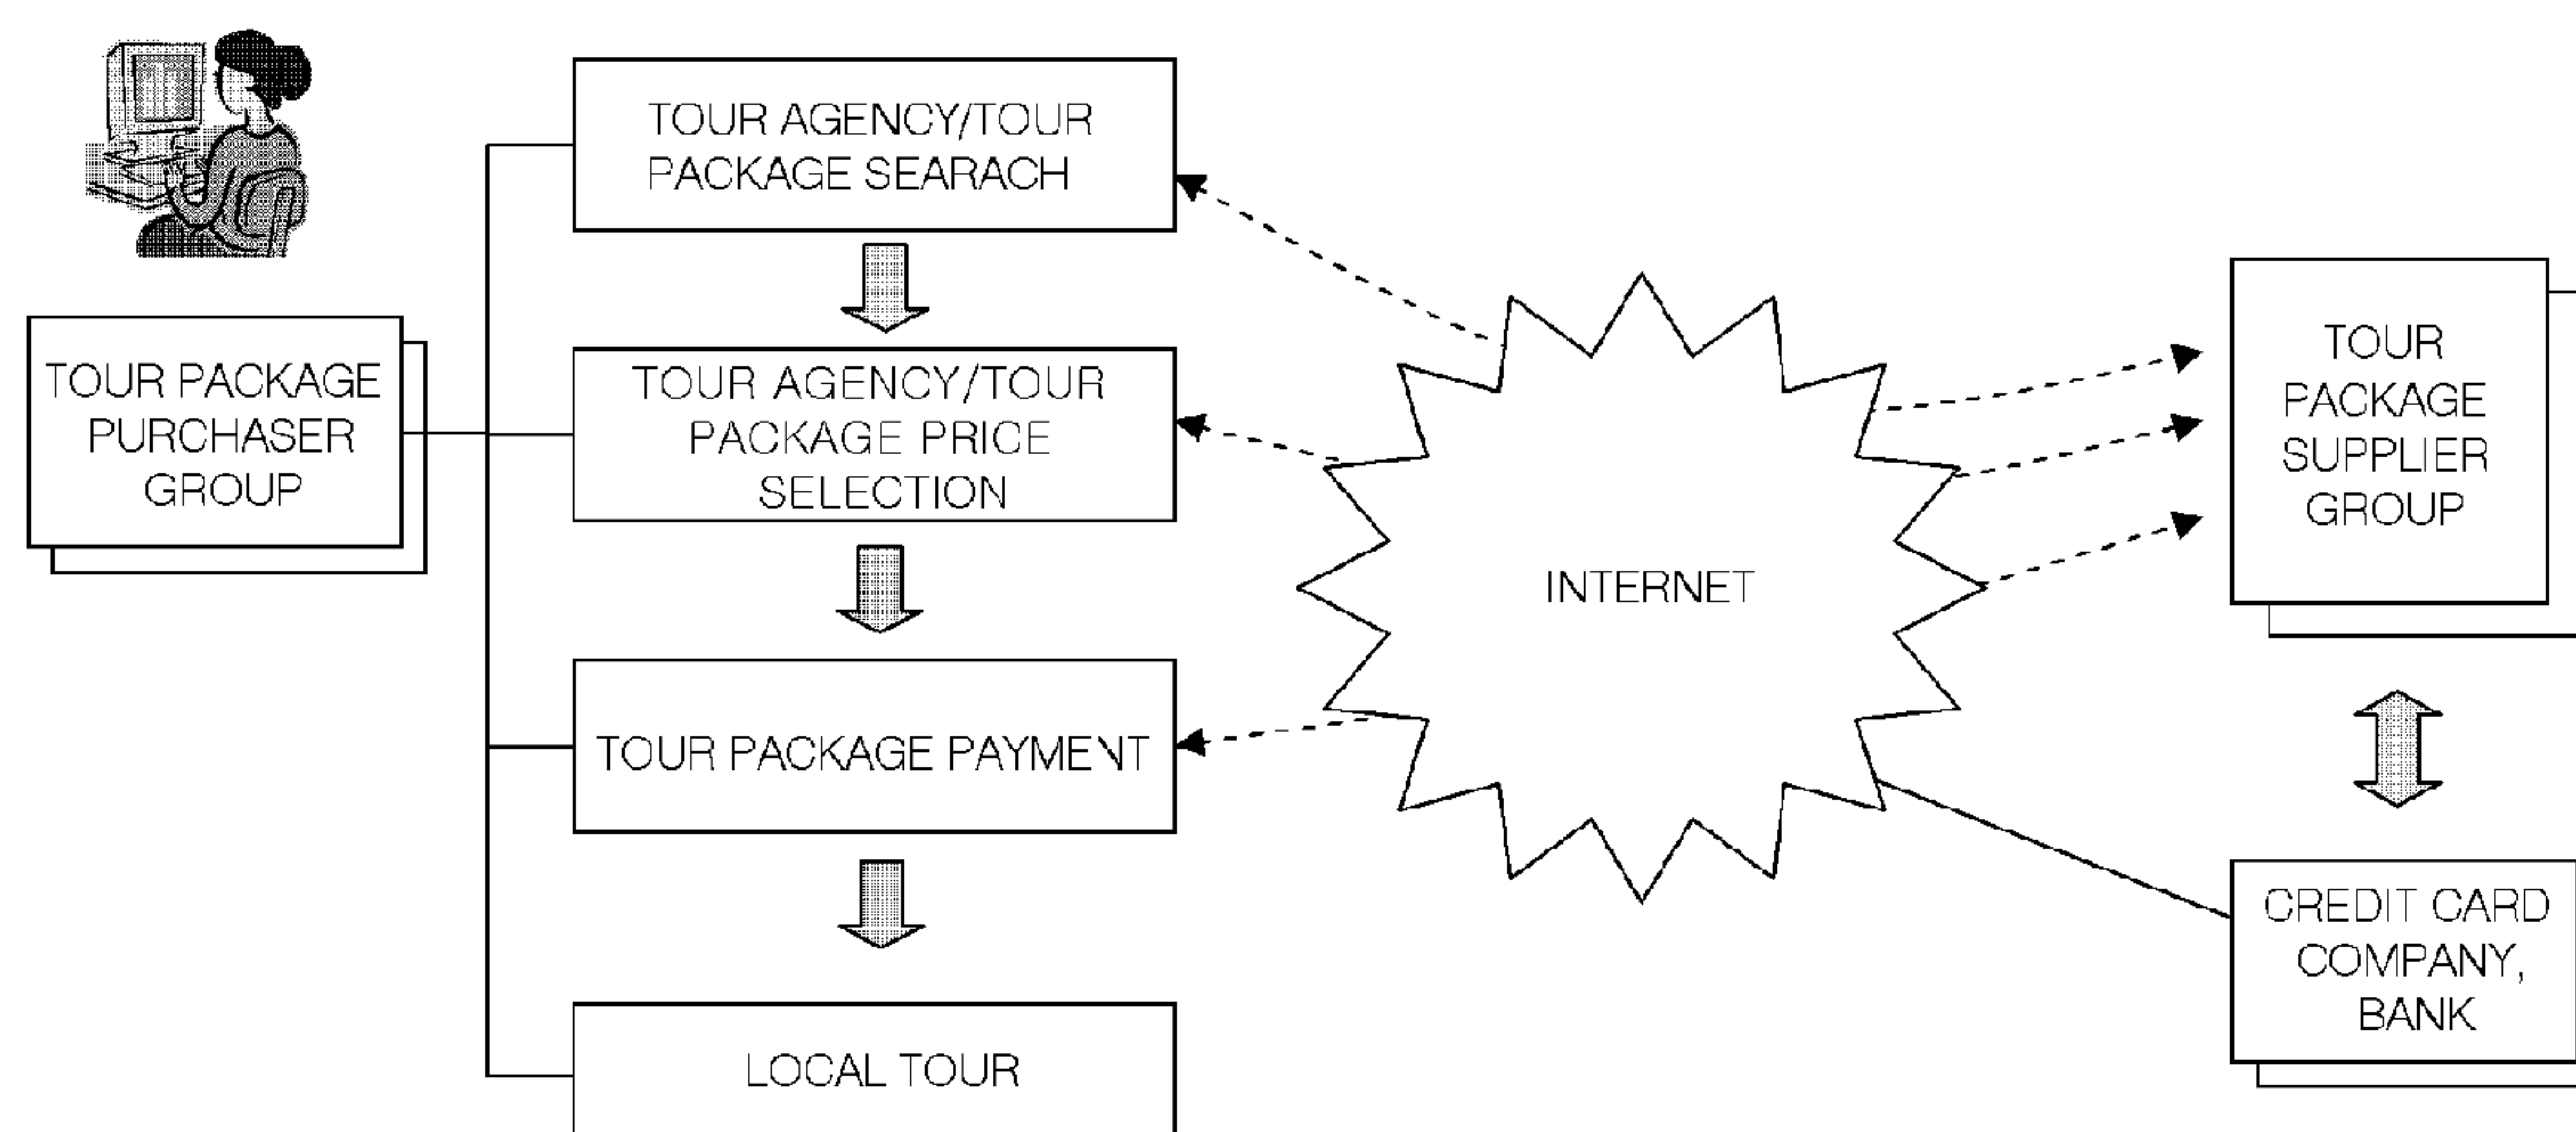 TOUR PACKAGE
PURCHASER
GROUP
TOUR AGENCY/TOUR
PACKAGE SEARACH
TOUR AGENCY/TOUR
PACKAGE PRICE
SELECTION
TOUR PACKAGE PAYMENT
LOCAL TOUR
INTERNET
TOUR
PACKAGE
SUPPLIER
GROUP
CREDIT CARD
COMPANY,
BANK